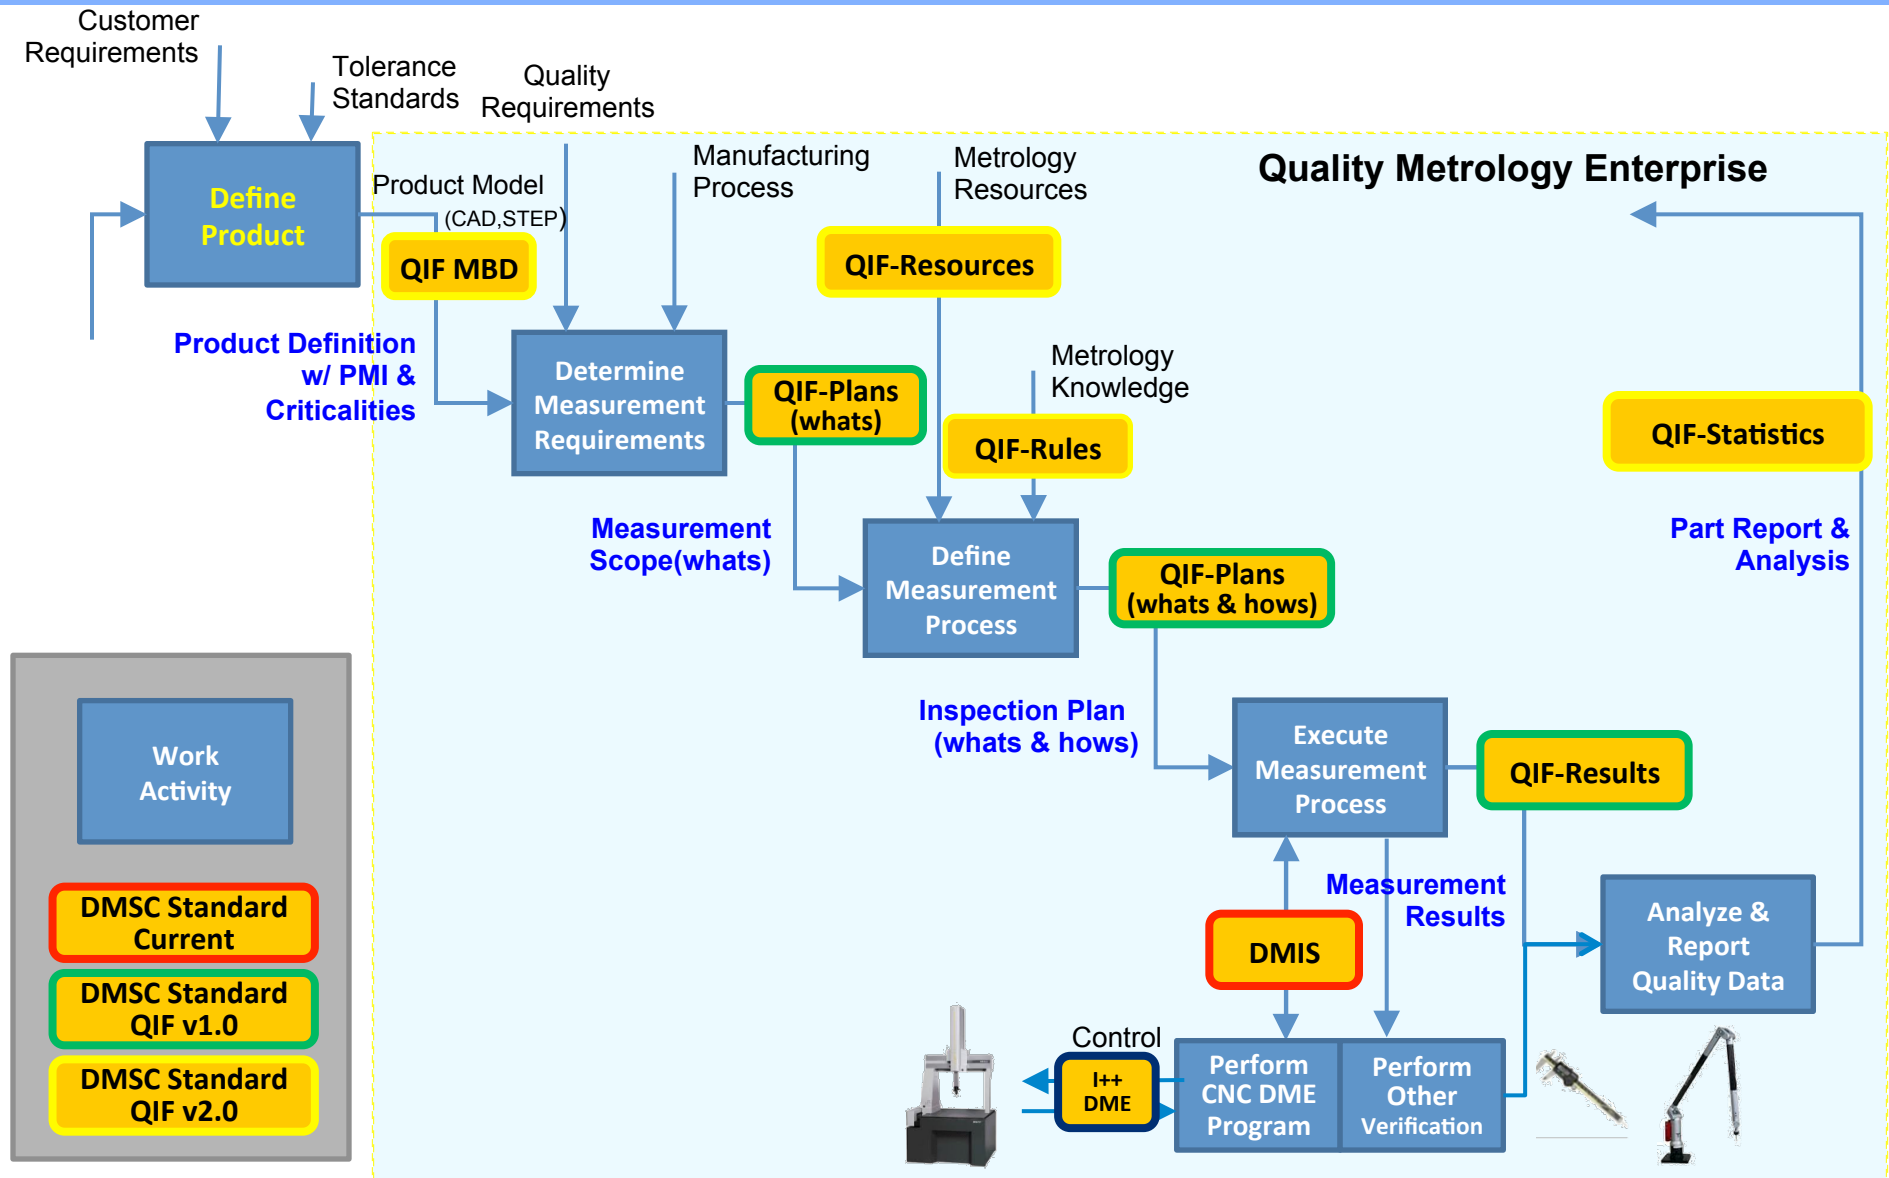 Customer
Requirements
Tolerance
Standards
Quality
Requirements
Define
Product
Product Model
(CAD,STEP)
QIF MBD
Manufacturing
Process
Metrology
Resources
Quality Metrology Enterprise
QIF-Resources
Product Definition
w/ PMI &
Criticalities
Determine
Measurement
Requirements
QIF-Plans
(whats)
Metrology
Knowledge
QIF-Rules
QIF-Statistics
Measurement
Scope(whats)
Define
Measurement
Process
QIF-Plans
(whats & hows)
Part Report &
Analysis
Inspection Plan
(whats & hows)
Execute
Measurement
Process
QIF-Results
Work
Activity
DMSC Standard
Current
DMSC Standard
QIF v1.0
DMSC Standard
QIF v2.0
Measurement
Results
DMIS
Analyze &
Report
Quality Data
Control
I++
DME
Perform
CNC DME
Program
Perform
Other
Verification